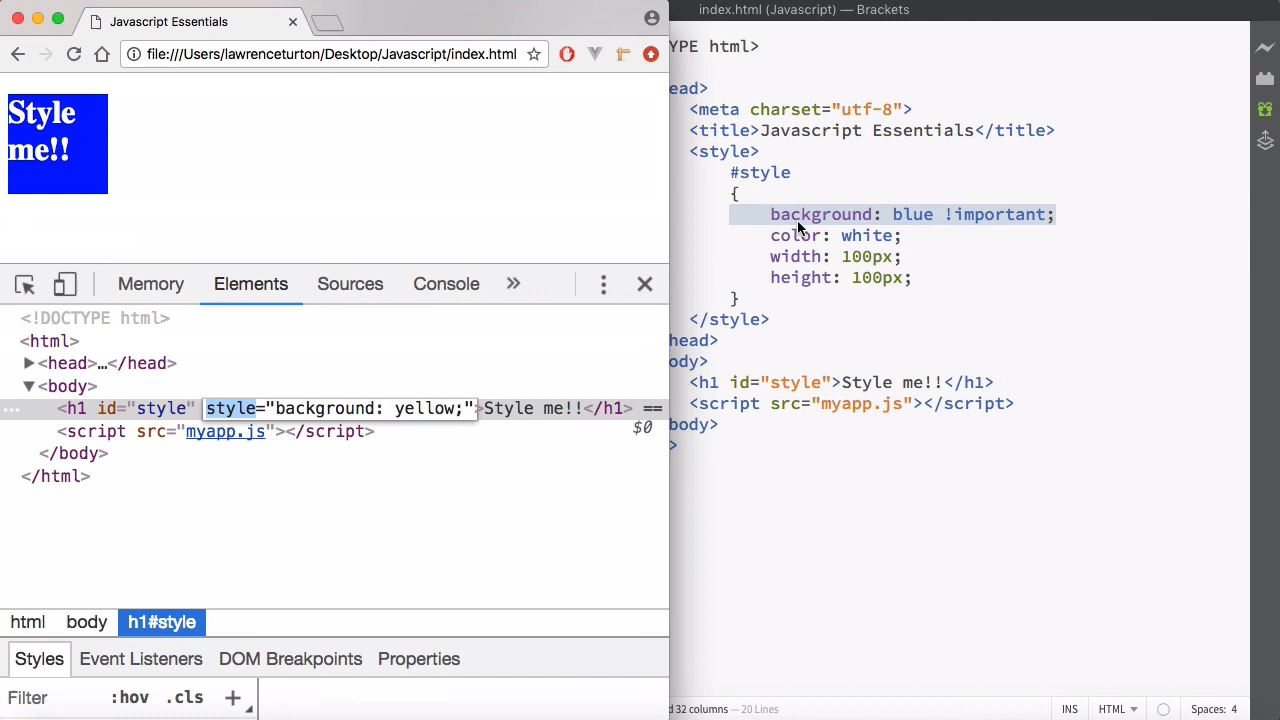 Javascript Essentials
file:///Users/lawrenceturton/Desktop/Javascript/index.html
Style
me!!
Memory
Elements
Sources
Console
<!DOCTYPE html>
<html>
<head>…</head>
<body>
<h1 id="style" style="background: yellow;">Style me!!</h1> ==
$0
<script src="myapp.js"></script>
</body>
</html>
html
body
h1#style
Styles
Event Listeners
DOM Breakpoints
Properties
Filter
:hov
.cls
index.html (Javascript) — Brackets
YPE html>
ead>
<meta charset="utf-8">
<title>Javascript Essentials</title>
<style>
#style
{
background: blue !important;
color: white;
width: 100px;
height: 100px;
}
</style>
head>
ody>
<h1 id="style">Style me!!</h1>
<script src="myapp.js"></script>
body>
>
d 32 columns — 20 Lines
INS
HTML
Spaces: 4